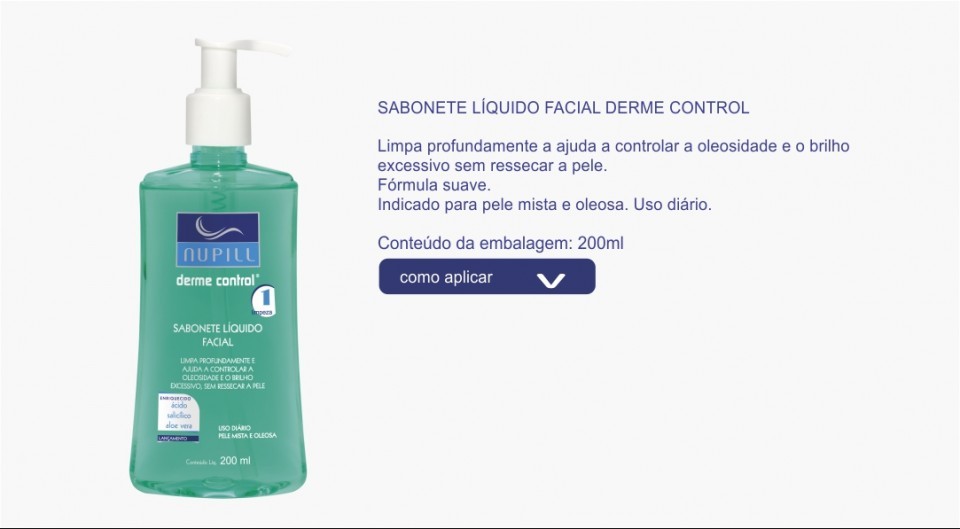 SABONETE LÍQUIDO FACIAL DERME CONTROL
Limpa profundamente a ajuda a controlar a oleosidade e o brilho
excessivo sem ressecar a pele.
Fórmula suave.
Indicado para pele mista e oleosa. Uso diário.
Conteúdo da embalagem: 200ml
como aplicar
NUPILL
derme control®
1
limpeza
SABONETE LÍQUIDO
FACIAL
LIMPA PROFUNDAMENTE E
AJUDA A CONTROLAR A
OLEOSIDADE E O BRILHO
EXCESSIVO, SEM RESSECAR A PELE
ENRIQUECIDO
ácido
salicílico
aloe vera
LANÇAMENTO
USO DIÁRIO
PELE MISTA E OLEOSA
Conteúdo Liq. 200 ml